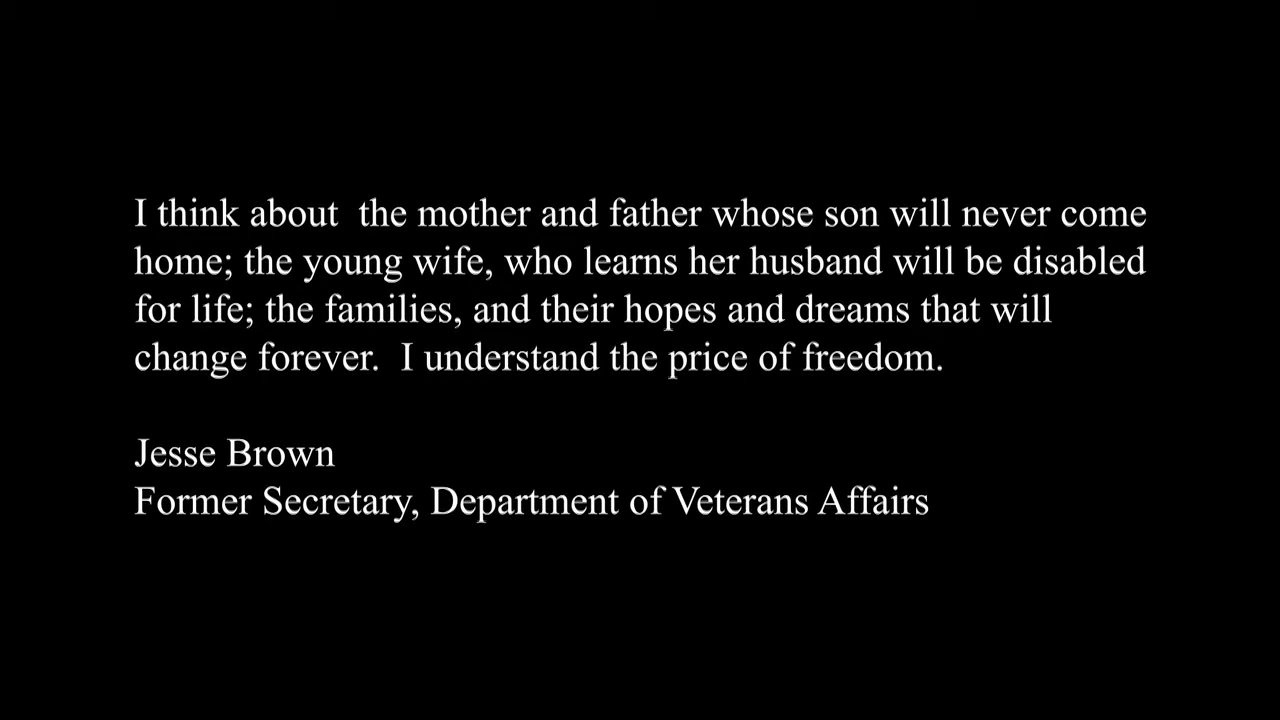 I think about  the mother and father whose son will never come
home; the young wife, who learns her husband will be disabled
for life; the families, and their hopes and dreams that will
change forever.  I understand the price of freedom.
Jesse Brown
Former Secretary, Department of Veterans Affairs